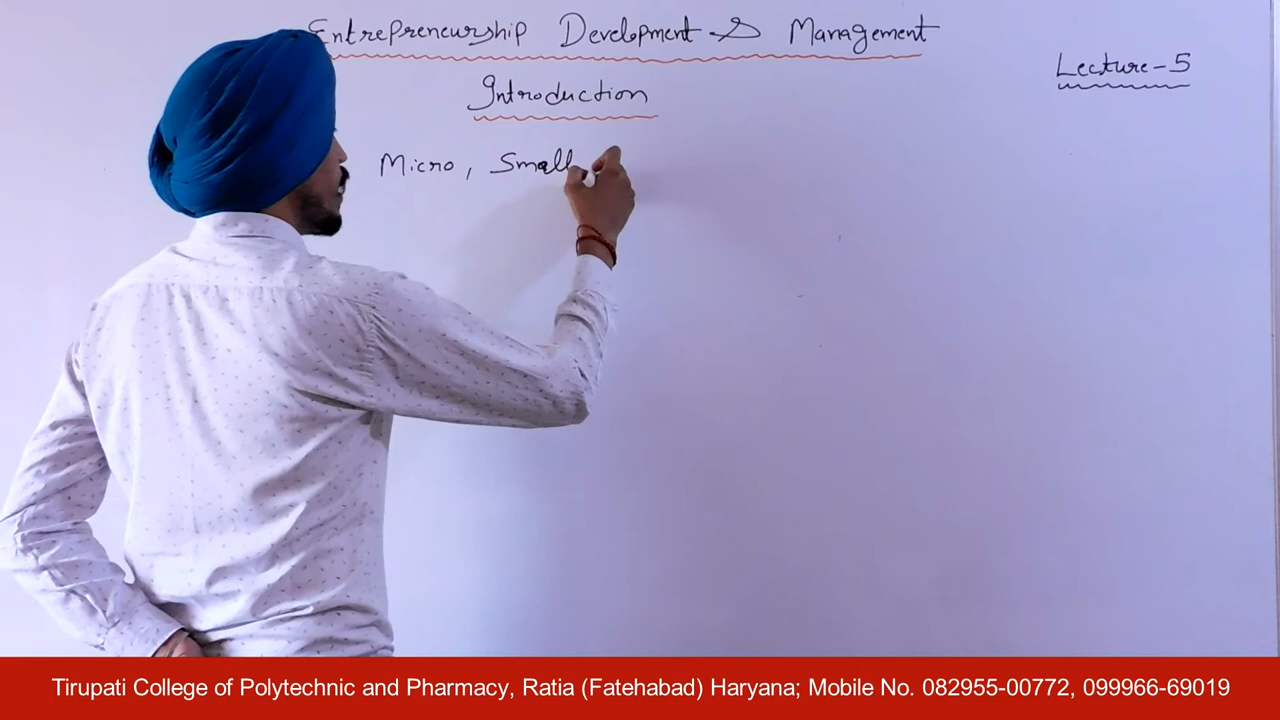 Entrepreneurship Development & Management
Lecture-5
Introduction
Micro, Small
Tirupati College of Polytechnic and Pharmacy, Ratia (Fatehabad) Haryana; Mobile No. 082955-00772, 099966-69019